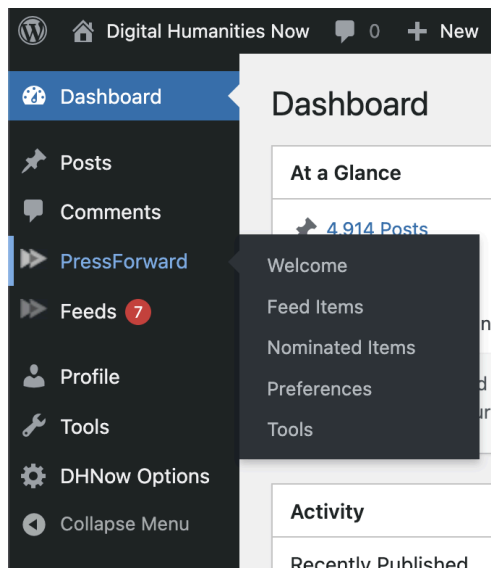 Digital Humanities Now 0 New
Dashboard
Posts
Comments
PressForward
Feeds 7
Profile
Tools
DHNow Options
Collapse Menu
Dashboard
At a Glance
4,914 Posts
Welcome
Feed Items
Nominated Items
Preferences
Tools
Activity
Recently Published